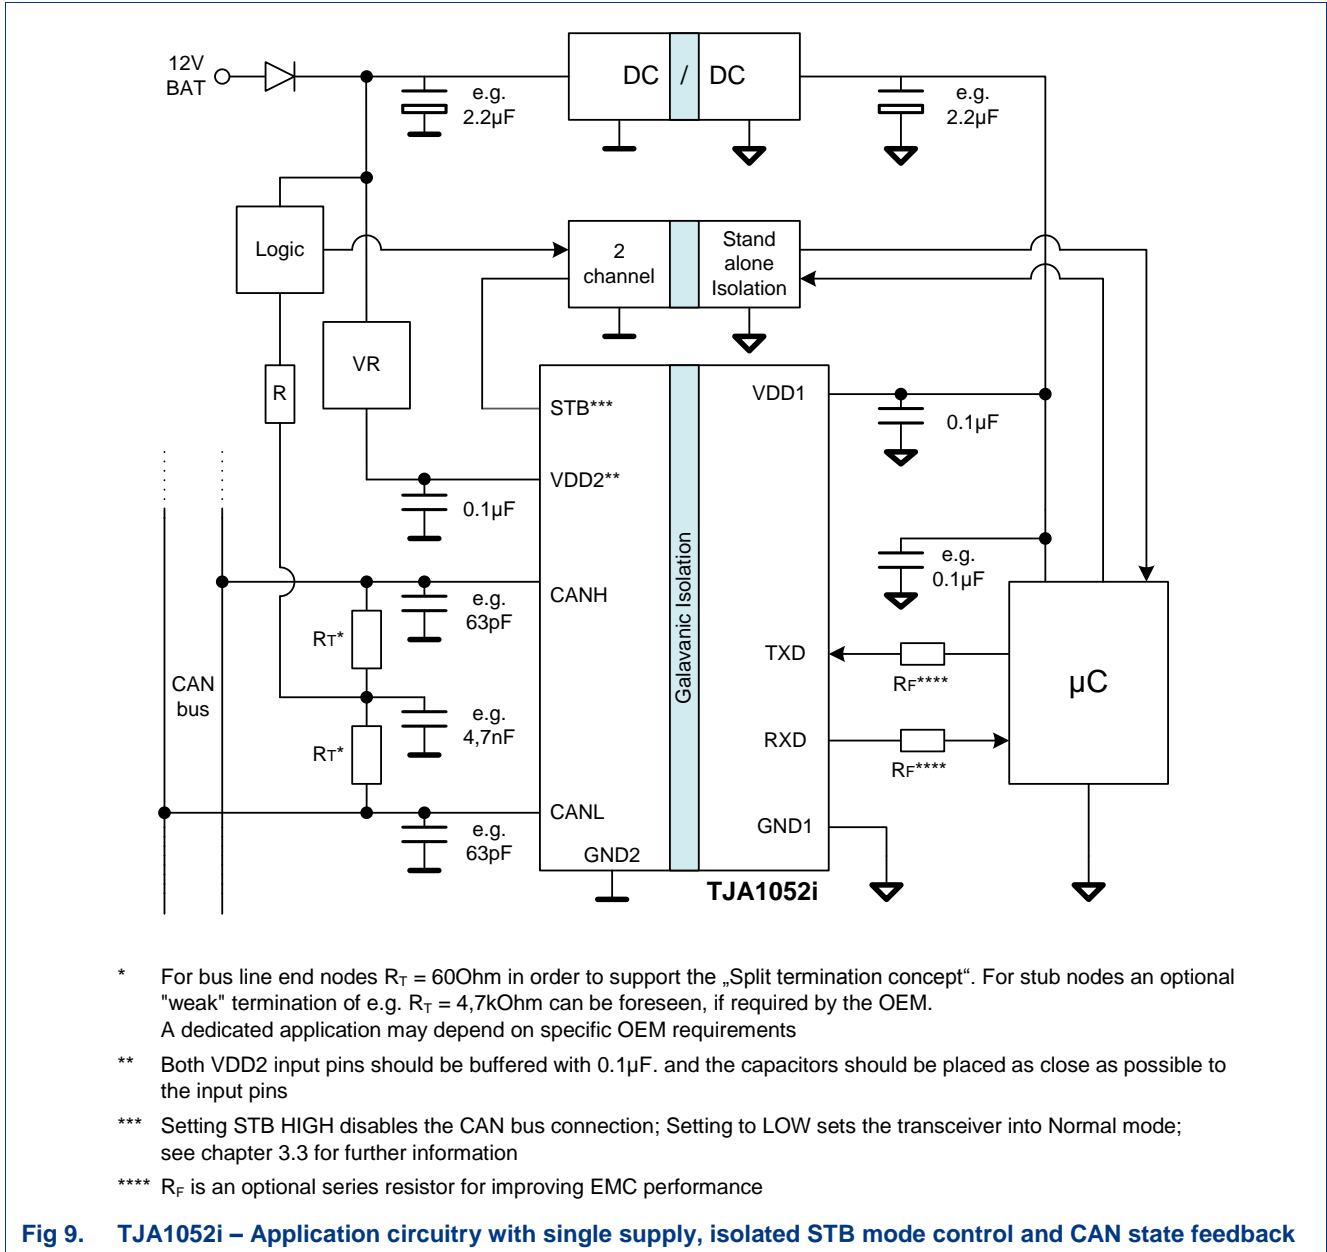 12V
BAT
e.g.
2.2µF
DC / DC
e.g.
2.2µF
Logic
2
channel
Stand
alone
Isolation
VR
R
STB***
VDD1
0.1µF
VDD2**
0.1µF
Galavanic Isolation
e.g.
0.1µF
CANH
e.g.
63pF
RT*
TXD
RF****
µC
CAN
bus
e.g.
4,7nF
RT*
RXD
RF****
CANL
e.g.
63pF
GND1
GND2
TJA1052i
* For bus line end nodes RT = 60Ohm in order to support the „Split termination concept“. For stub nodes an optional
"weak" termination of e.g. RT = 4,7kOhm can be foreseen, if required by the OEM.
A dedicated application may depend on specific OEM requirements
** Both VDD2 input pins should be buffered with 0.1µF. and the capacitors should be placed as close as possible to
the input pins
*** Setting STB HIGH disables the CAN bus connection; Setting to LOW sets the transceiver into Normal mode;
see chapter 3.3 for further information
**** RF is an optional series resistor for improving EMC performance
Fig 9. TJA1052i – Application circuitry with single supply, isolated STB mode control and CAN state feedback